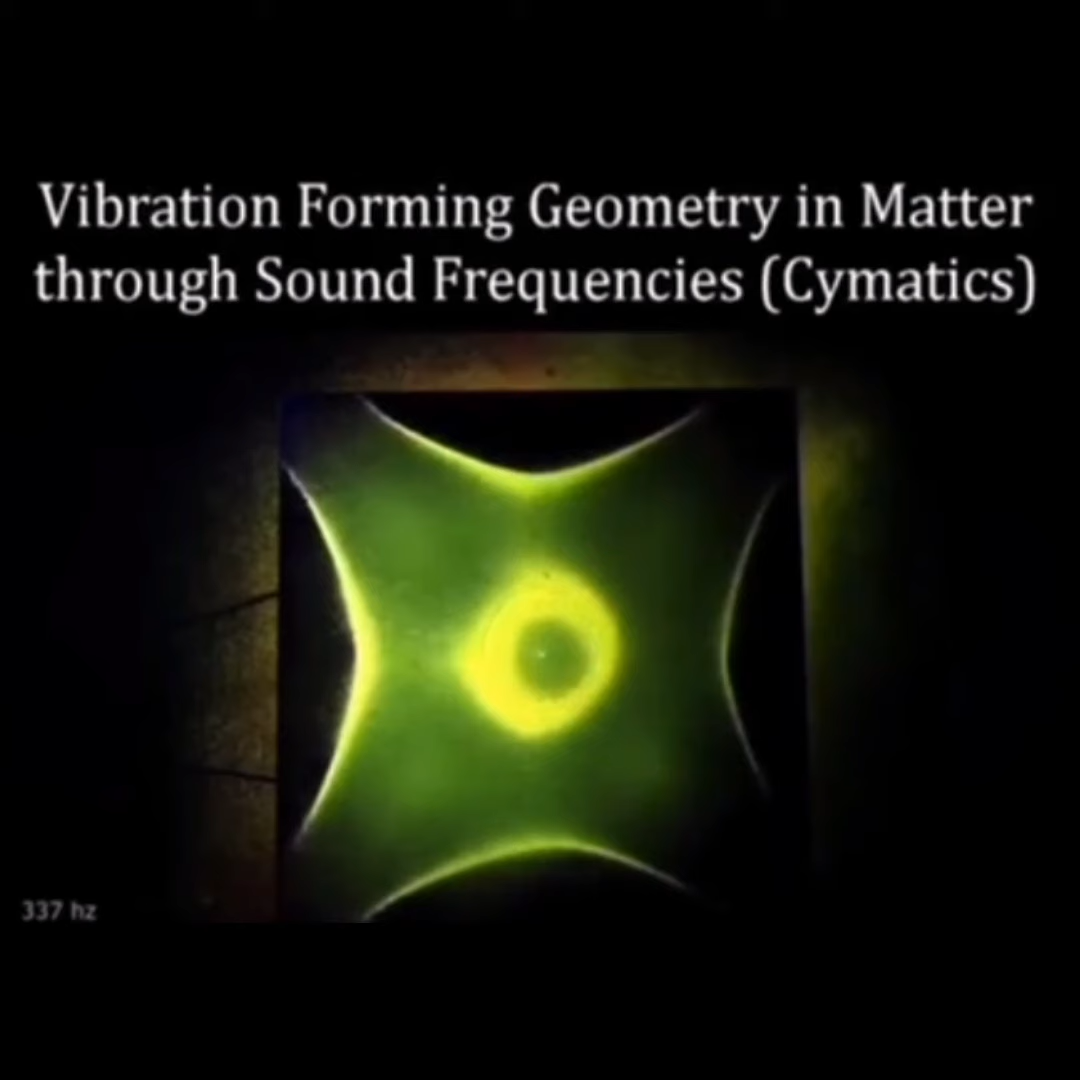 Vibration Forming Geometry in Matter
through Sound Frequencies (Cymatics)
337 hz